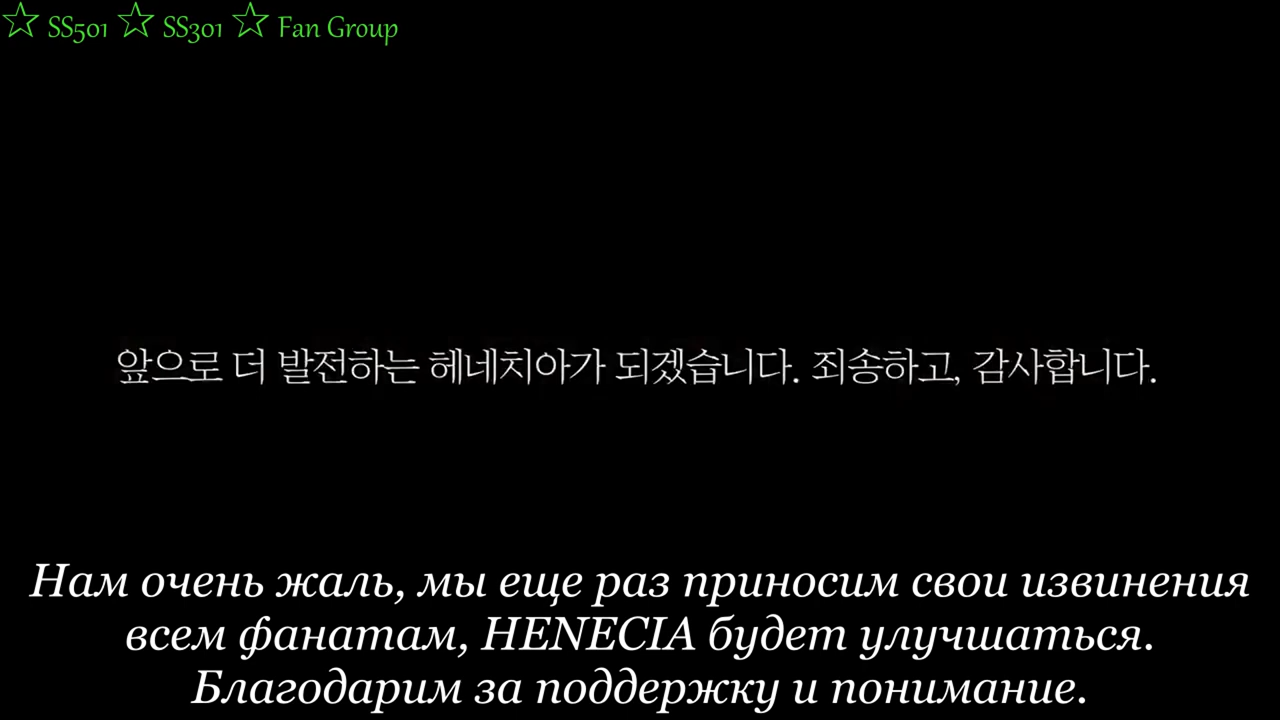 ☆ SS501 ☆ SS301 ☆ Fan Group
앞으로 더 발전하는 헤네치아가 되겠습니다. 죄송하고, 감사합니다.
Нам очень жаль, мы еще раз приносим свои извинения
всем фанатам, HENECIA будет улучшаться.
Благодарим за поддержку и понимание.